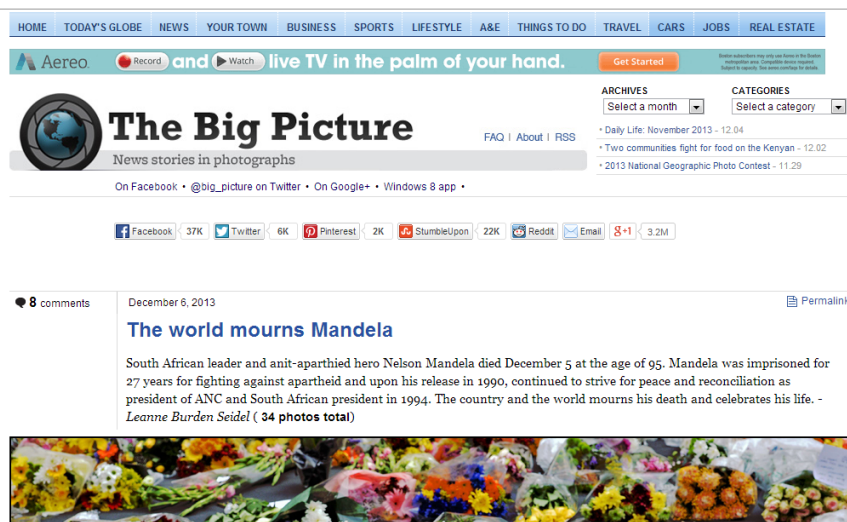 HOME TODAY'S GLOBE NEWS YOUR TOWN BUSINESS SPORTS LIFESTYLE A&E THINGS TO DO TRAVEL CARS JOBS REAL ESTATE
Aereo. Record and Watch live TV in the palm of your hand. Get Started
ARCHIVES CATEGORIES
Select a month Select a category
The Big Picture
FAQ | About | RSS
News stories in photographs
• Daily Life: November 2013 - 12.04
• Two communities fight for food on the Kenyan - 12.02
• 2013 National Geographic Photo Contest - 11.29
On Facebook • @big_picture on Twitter • On Google+ • Windows 8 app •
Facebook 37K Twitter 6K Pinterest 2K StumbleUpon 22K Reddit Email g+1 3.2M
8 comments
December 6, 2013 Permalink
The world mourns Mandela
South African leader and anit-aparthied hero Nelson Mandela died December 5 at the age of 95. Mandela was imprisoned for
27 years for fighting against apartheid and upon his release in 1990, continued to strive for peace and reconciliation as
president of ANC and South African president in 1994. The country and the world mourns his death and celebrates his life. -
Leanne Burden Seidel ( 34 photos total)